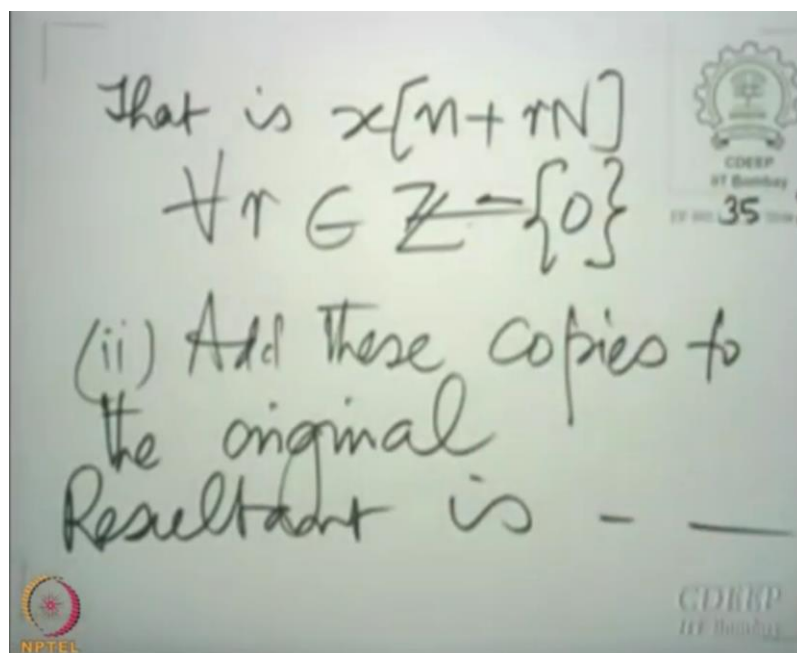 That is x[n+rN]
∀r ∈ Z-{0}
(ii) Add these copies to
the original
Resultant is - —
CDEEP
IIT Bombay
35
NPTEL
CDEEP
IIT Bombay